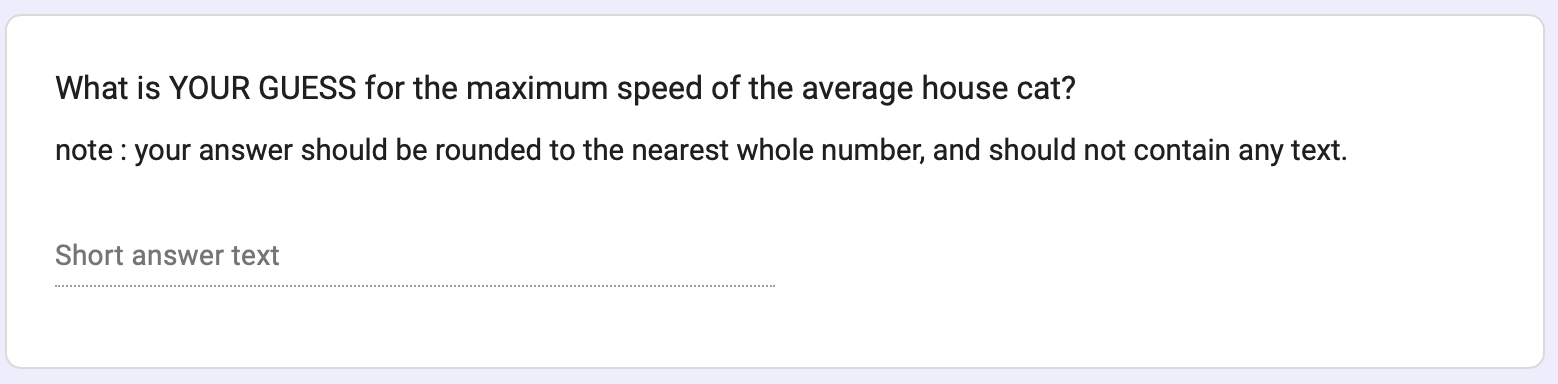 What is YOUR GUESS for the maximum speed of the average house cat?
note : your answer should be rounded to the nearest whole number, and should not contain any text.
Short answer text